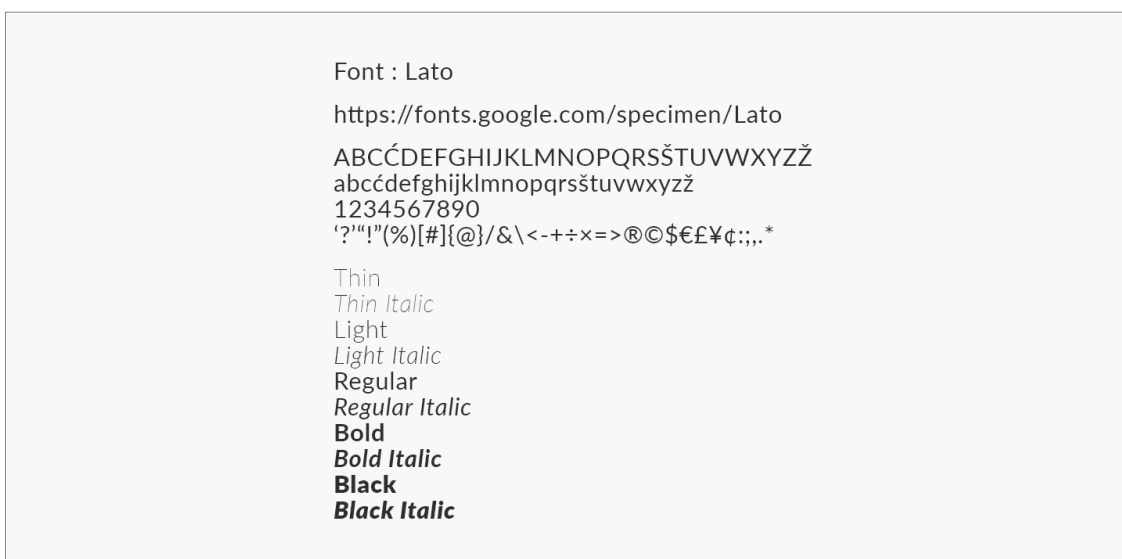 Font : Lato
https://fonts.google.com/specimen/Lato
ABCĆDEFGHIJKLMNOPQRSŠTUVWXYZŽ
abcćdefghijklmnopqrsštuvwxyzž
1234567890
‘?’“!”(%)[#]{@}/&\<-+÷×=>®©$€£¥¢:;,.*
Thin
Thin Italic
Light
Light Italic
Regular
Regular Italic
Bold
Bold Italic
Black
Black Italic